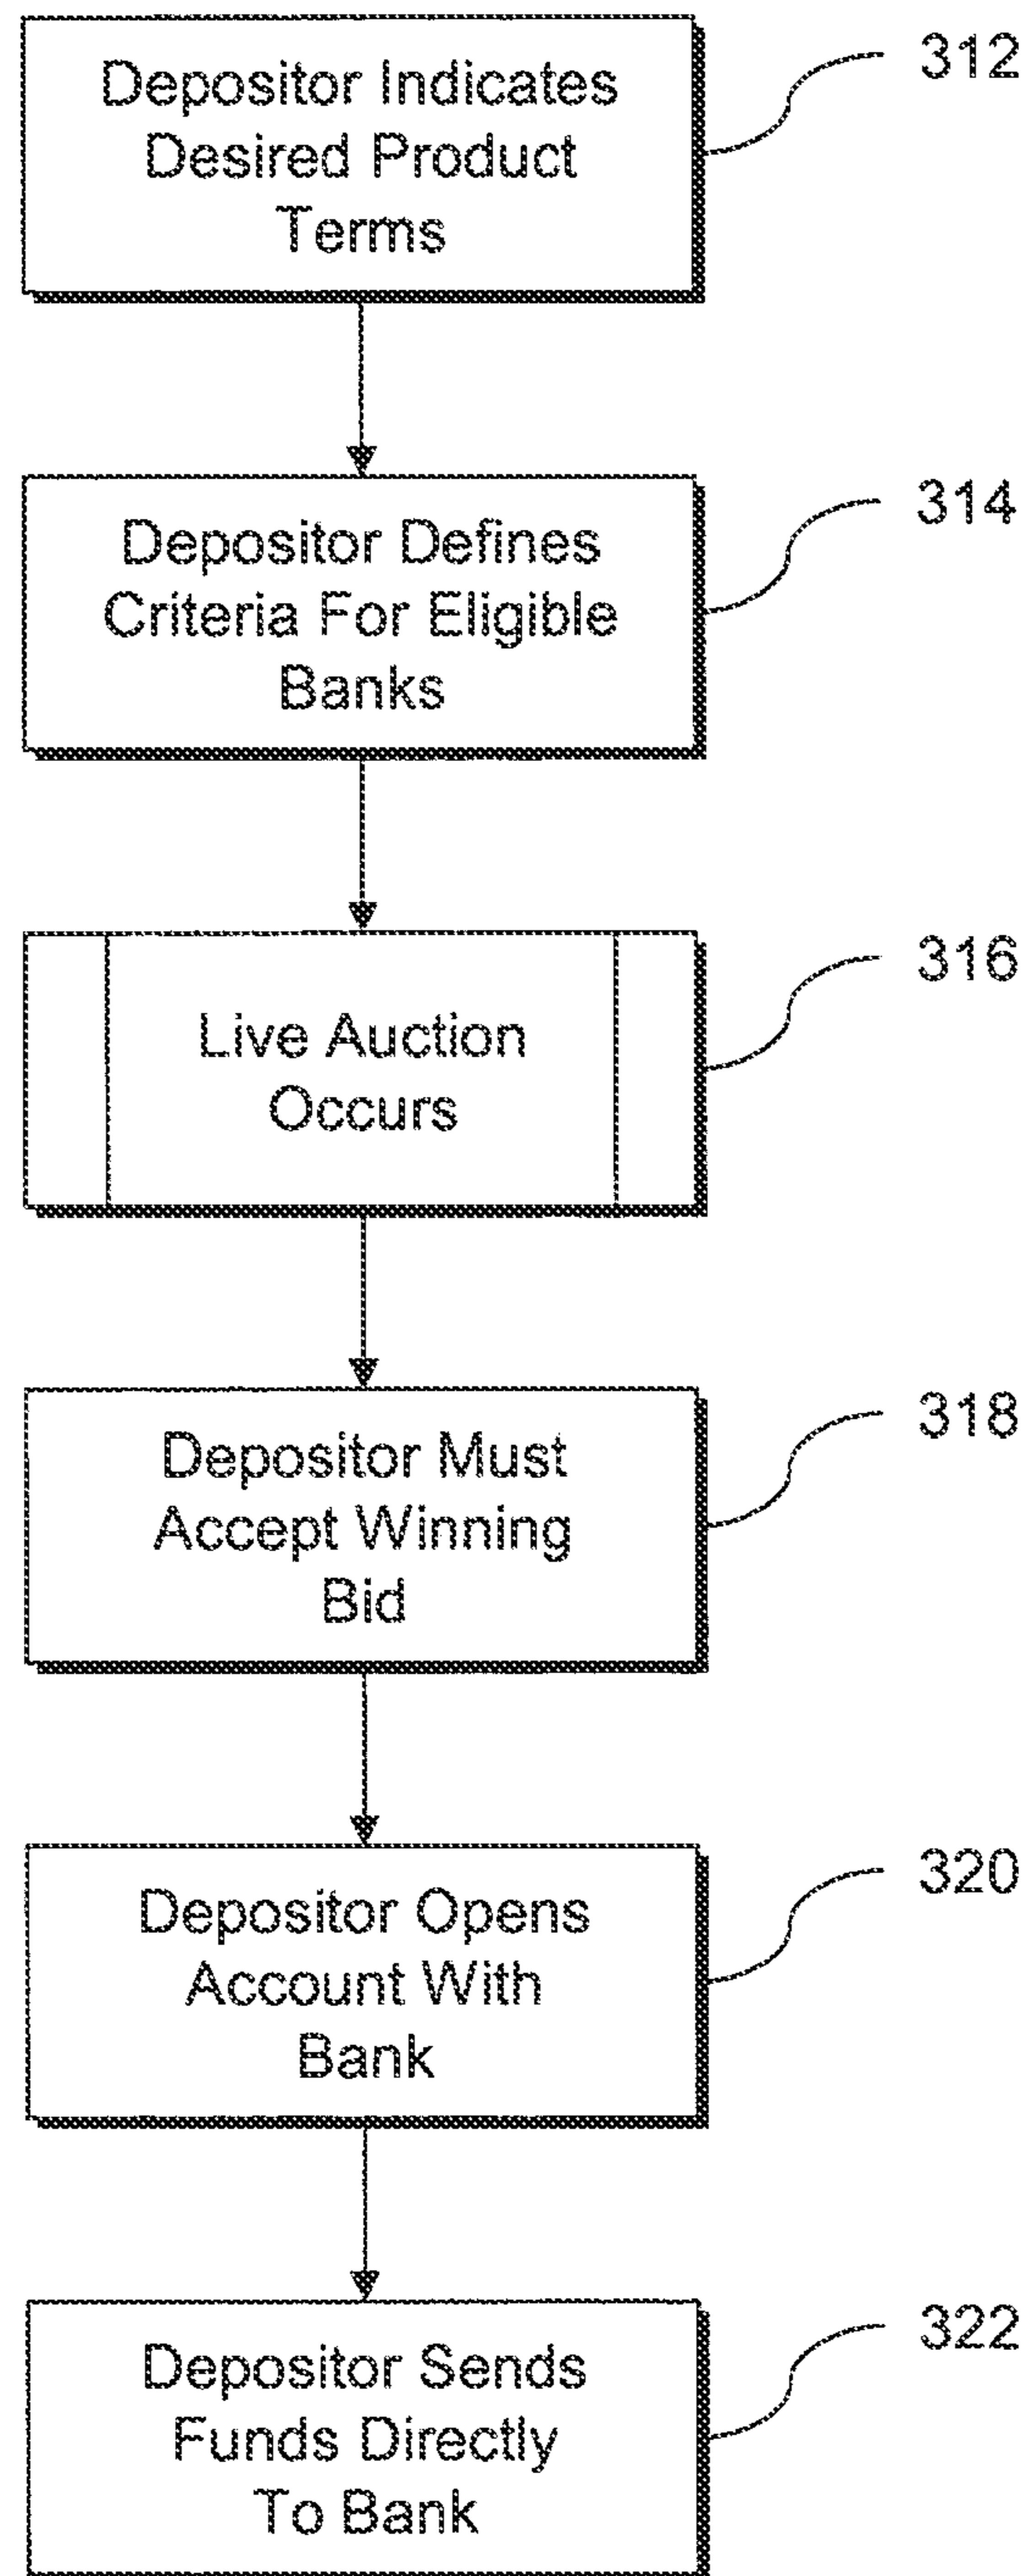 Depositor Indicates
Desired Product
Terms
312
Depositor Defines
Criteria For Eligible
Banks
314
Live Auction
Occurs
316
Depositor Must
Accept Winning
Bid
318
Depositor Opens
Account With
Bank
320
Depositor Sends
Funds Directly
To Bank
322